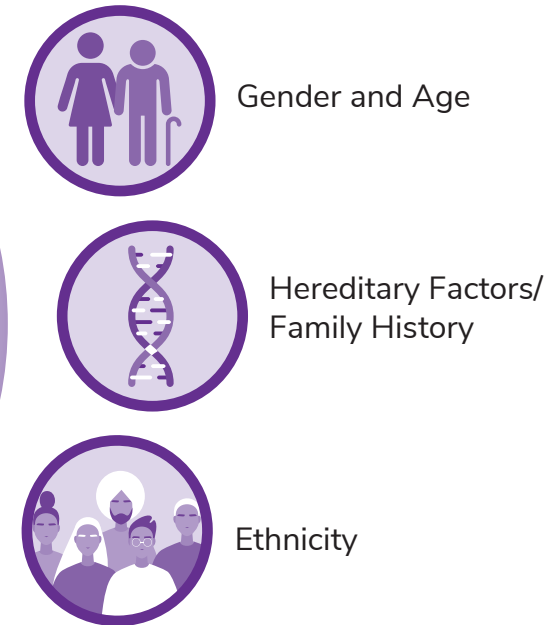 Gender and Age
Hereditary Factors/
Family History
Ethnicity